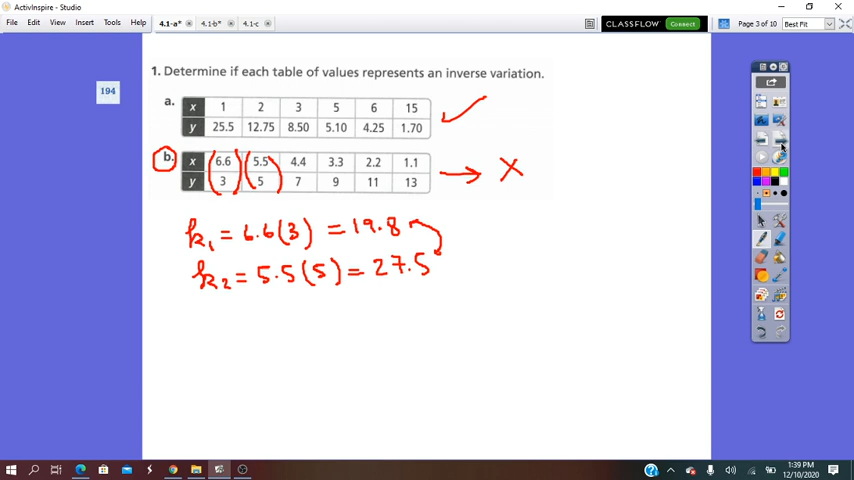 ActivInspire - Studio
File Edit View Insert Tools Help
4.1-a* 4.1-b* 4.1-c
CLASSFLOW Connect
Page 3 of 10
Best Fit
194
1. Determine if each table of values represents an inverse variation.
a. x 1 2 3 5 6 15
y 25.5 12.75 8.50 5.10 4.25 1.70
b. x 6.6 5.5 4.4 3.3 2.2 1.1
y 3 5 7 9 11 13
k₁ = 6.6(3) = 19.8
k₂ = 5.5(5) = 27.5
1:39 PM
12/10/2020